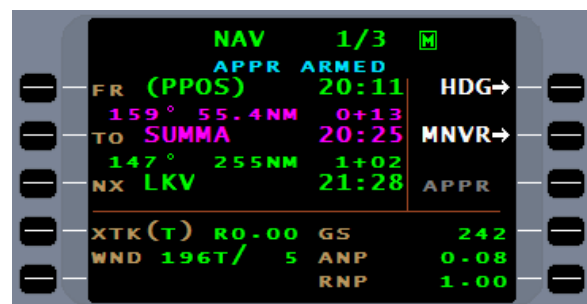 NAV 1/3 M
APPR ARMED
FR (PPOS) 20:11 HDG→
159° 55.4NM 0+13
TO SUMMA 20:25 MNVR→
147° 255NM 1+02
NX LKV 21:28 APPR
XTK(T) R0.00 GS 242
WND 196T/ 5 ANP 0.08
RNP 1.00